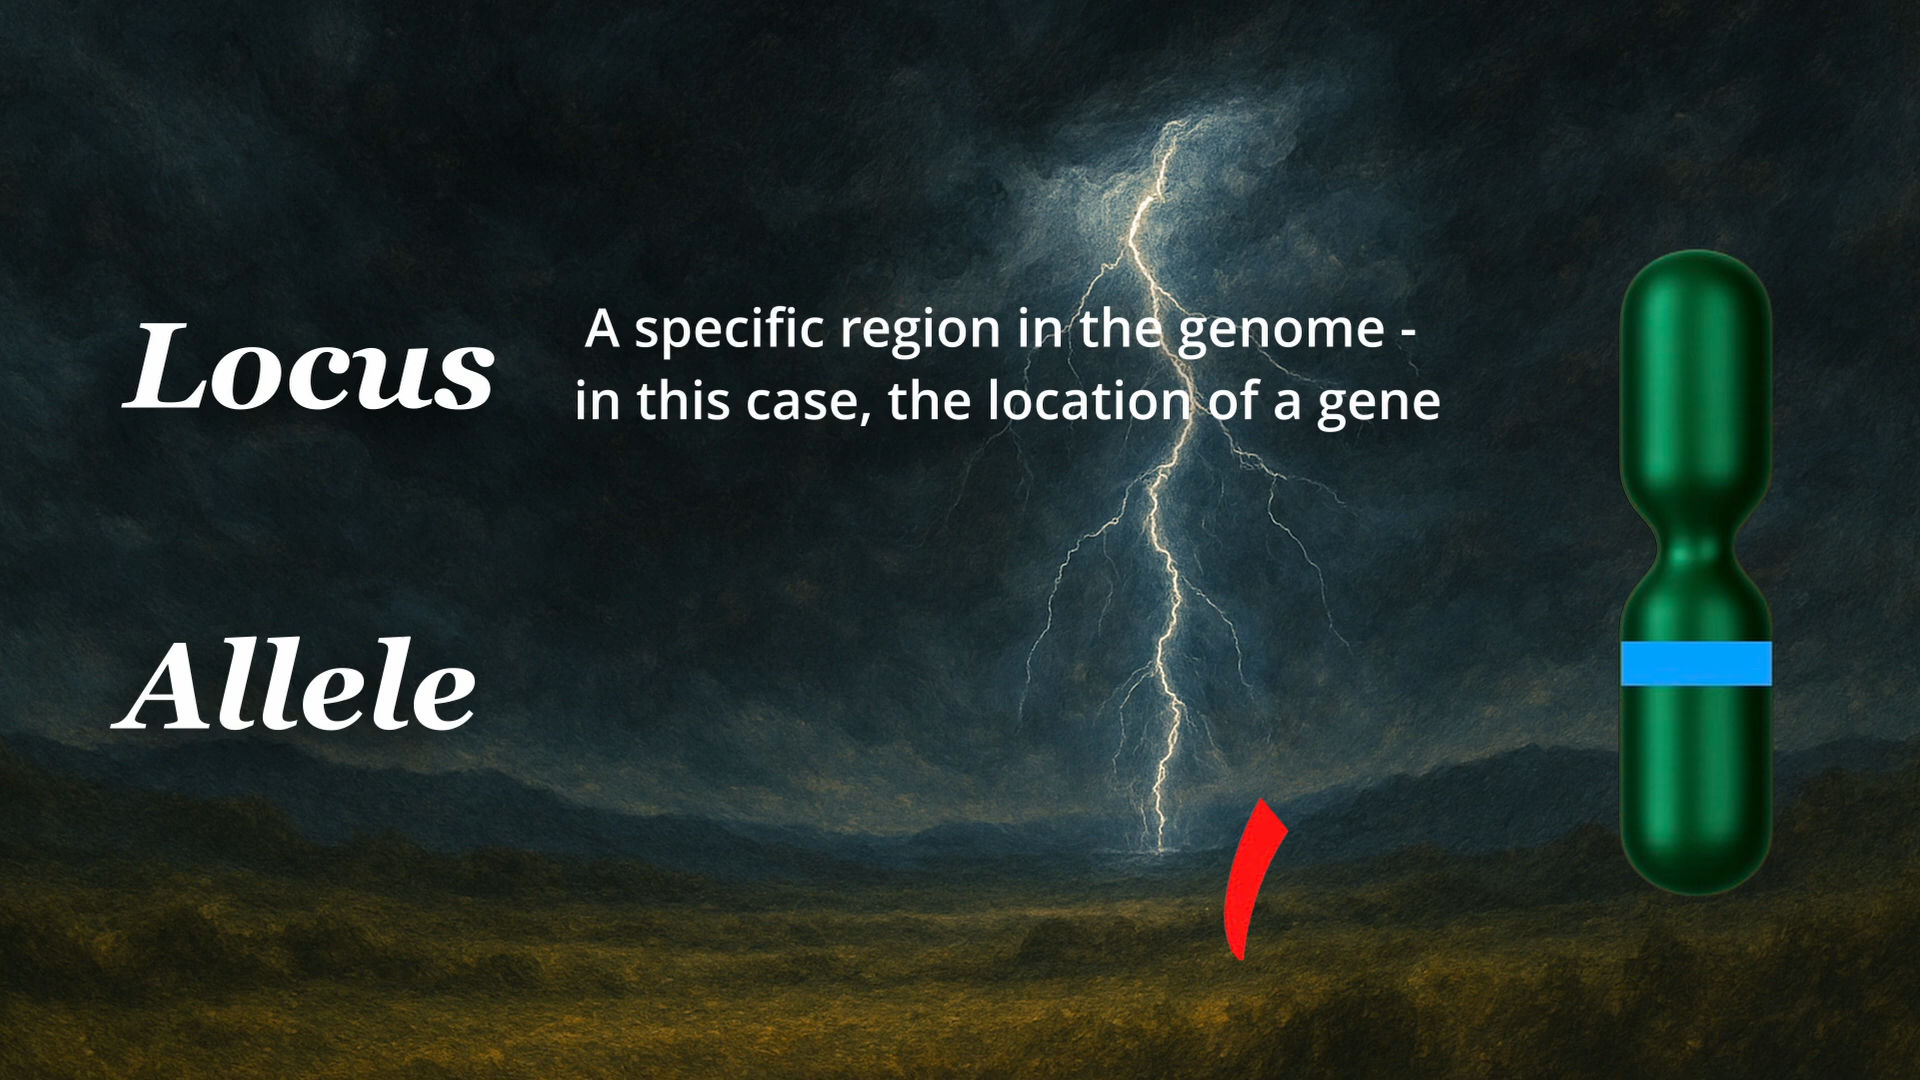 Locus
A specific region in the genome -
in this case, the location of a gene
Allele